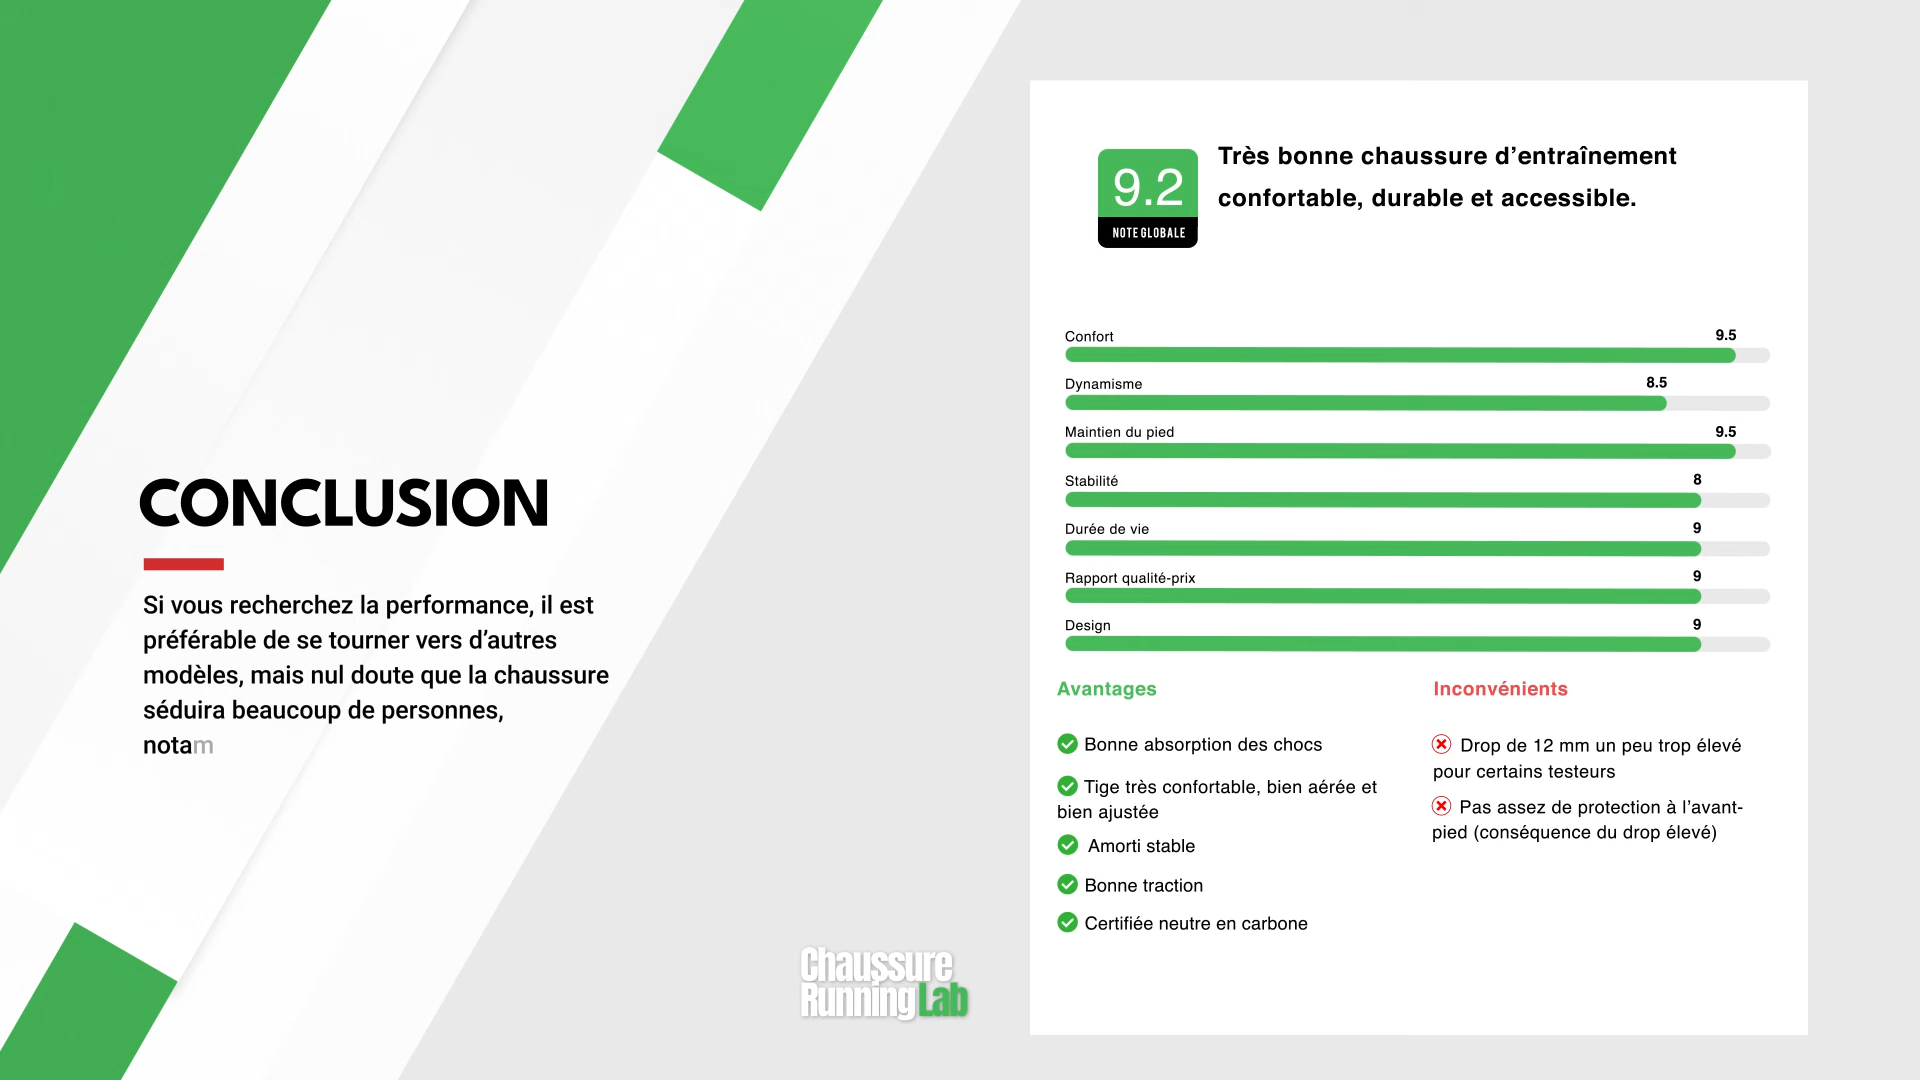 CONCLUSION
Si vous recherchez la performance, il est
préférable de se tourner vers d’autres
modèles, mais nul doute que la chaussure
séduira beaucoup de personnes,
notam
Chaussure
RunningLab
9.2
NOTE GLOBALE
Très bonne chaussure d’entraînement
confortable, durable et accessible.
Confort 9.5
Dynamisme 8.5
Maintien du pied 9.5
Stabilité 8
Durée de vie 9
Rapport qualité-prix 9
Design 9
Avantages
Bonne absorption des chocs
Tige très confortable, bien aérée et
bien ajustée
Amorti stable
Bonne traction
Certifiée neutre en carbone
Inconvénients
Drop de 12 mm un peu trop élevé
pour certains testeurs
Pas assez de protection à l’avant-
pied (conséquence du drop élevé)